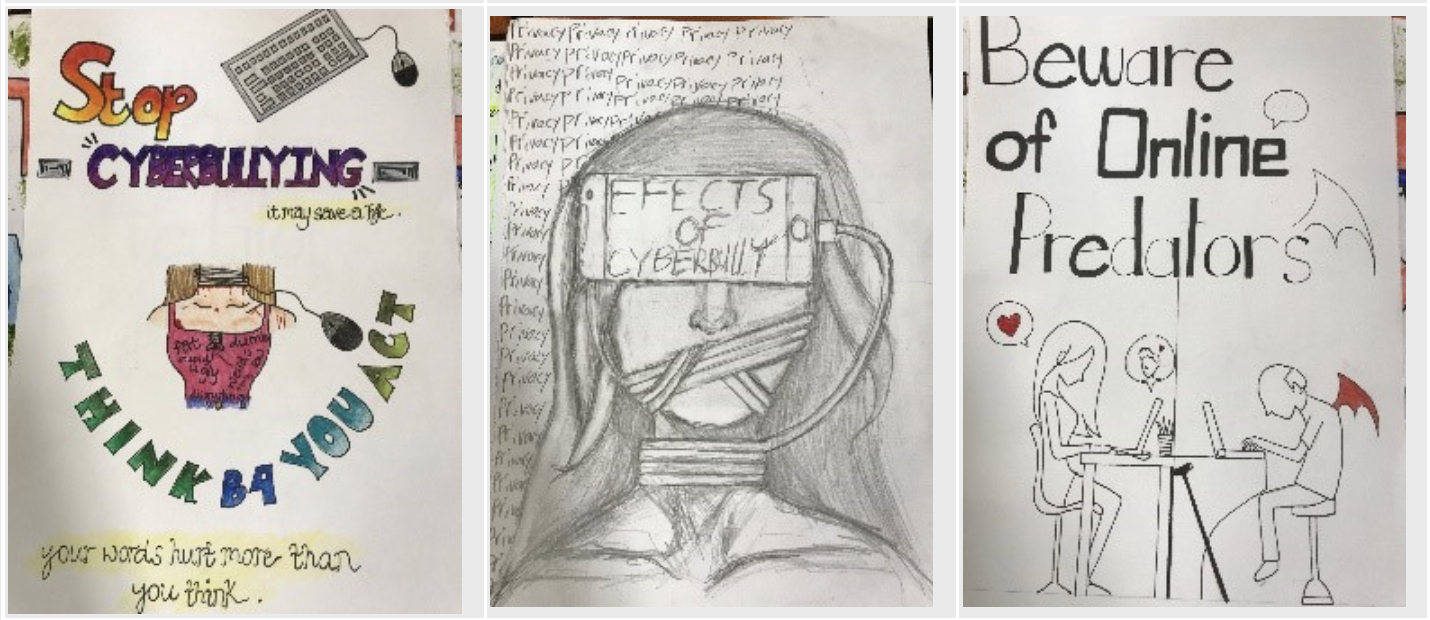 Stop
CYBERBULLYING
it may save a life.
fat dumb
stupid
ugly
THINK B4 YOU ACT
your words hurt more than
you think.
Privacy Privacy Privacy Privacy Privacy
Privacy Privacy Privacy Privacy Privacy
Privacy Privacy Privacy Privacy Privacy
Privacy Privacy Privacy Privacy Privacy
Privacy Privacy
Privacy Privacy
Privacy
Privacy
Privacy
Privacy
Privacy
Privacy
Privacy
Privacy
Privacy
Privacy
Privacy
Privacy
Privacy
EFFECTS
OF
CYBERBULLY
Beware
of Online
Predators